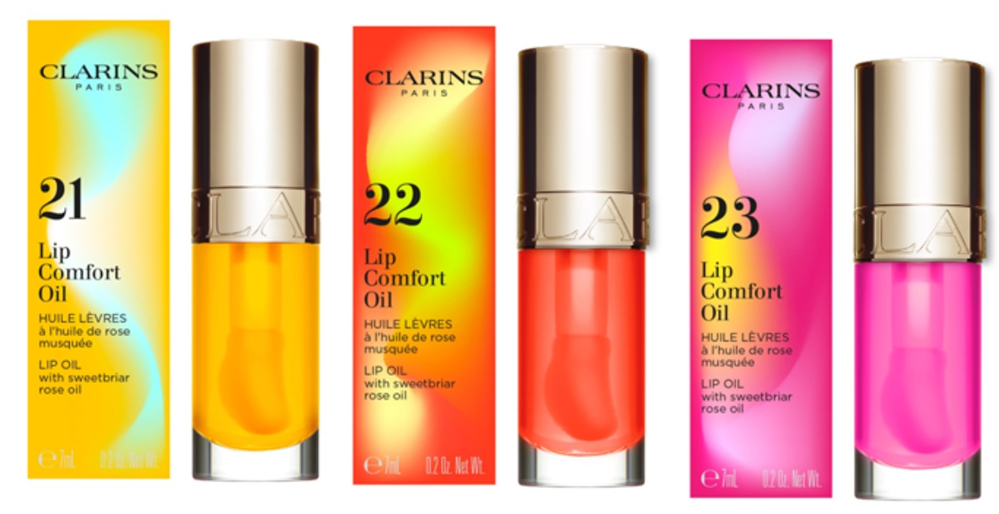 CLARINS
PARIS
21
Lip
Comfort
Oil
HUILE LÈVRES
à l'huile de rose
musquée
LIP OIL
with sweetbriar
rose oil
℮ 7mL 0.2 Oz. Net Wt.
CLARINS
PARIS
22
Lip
Comfort
Oil
HUILE LÈVRES
à l'huile de rose
musquée
LIP OIL
with sweetbriar
rose oil
℮ 7mL 0.2 Oz. Net Wt.
CLARINS
PARIS
23
Lip
Comfort
Oil
HUILE LÈVRES
à l'huile de rose
musquée
LIP OIL
with sweetbriar
rose oil
℮ 7mL 0.2 Oz. Net Wt.